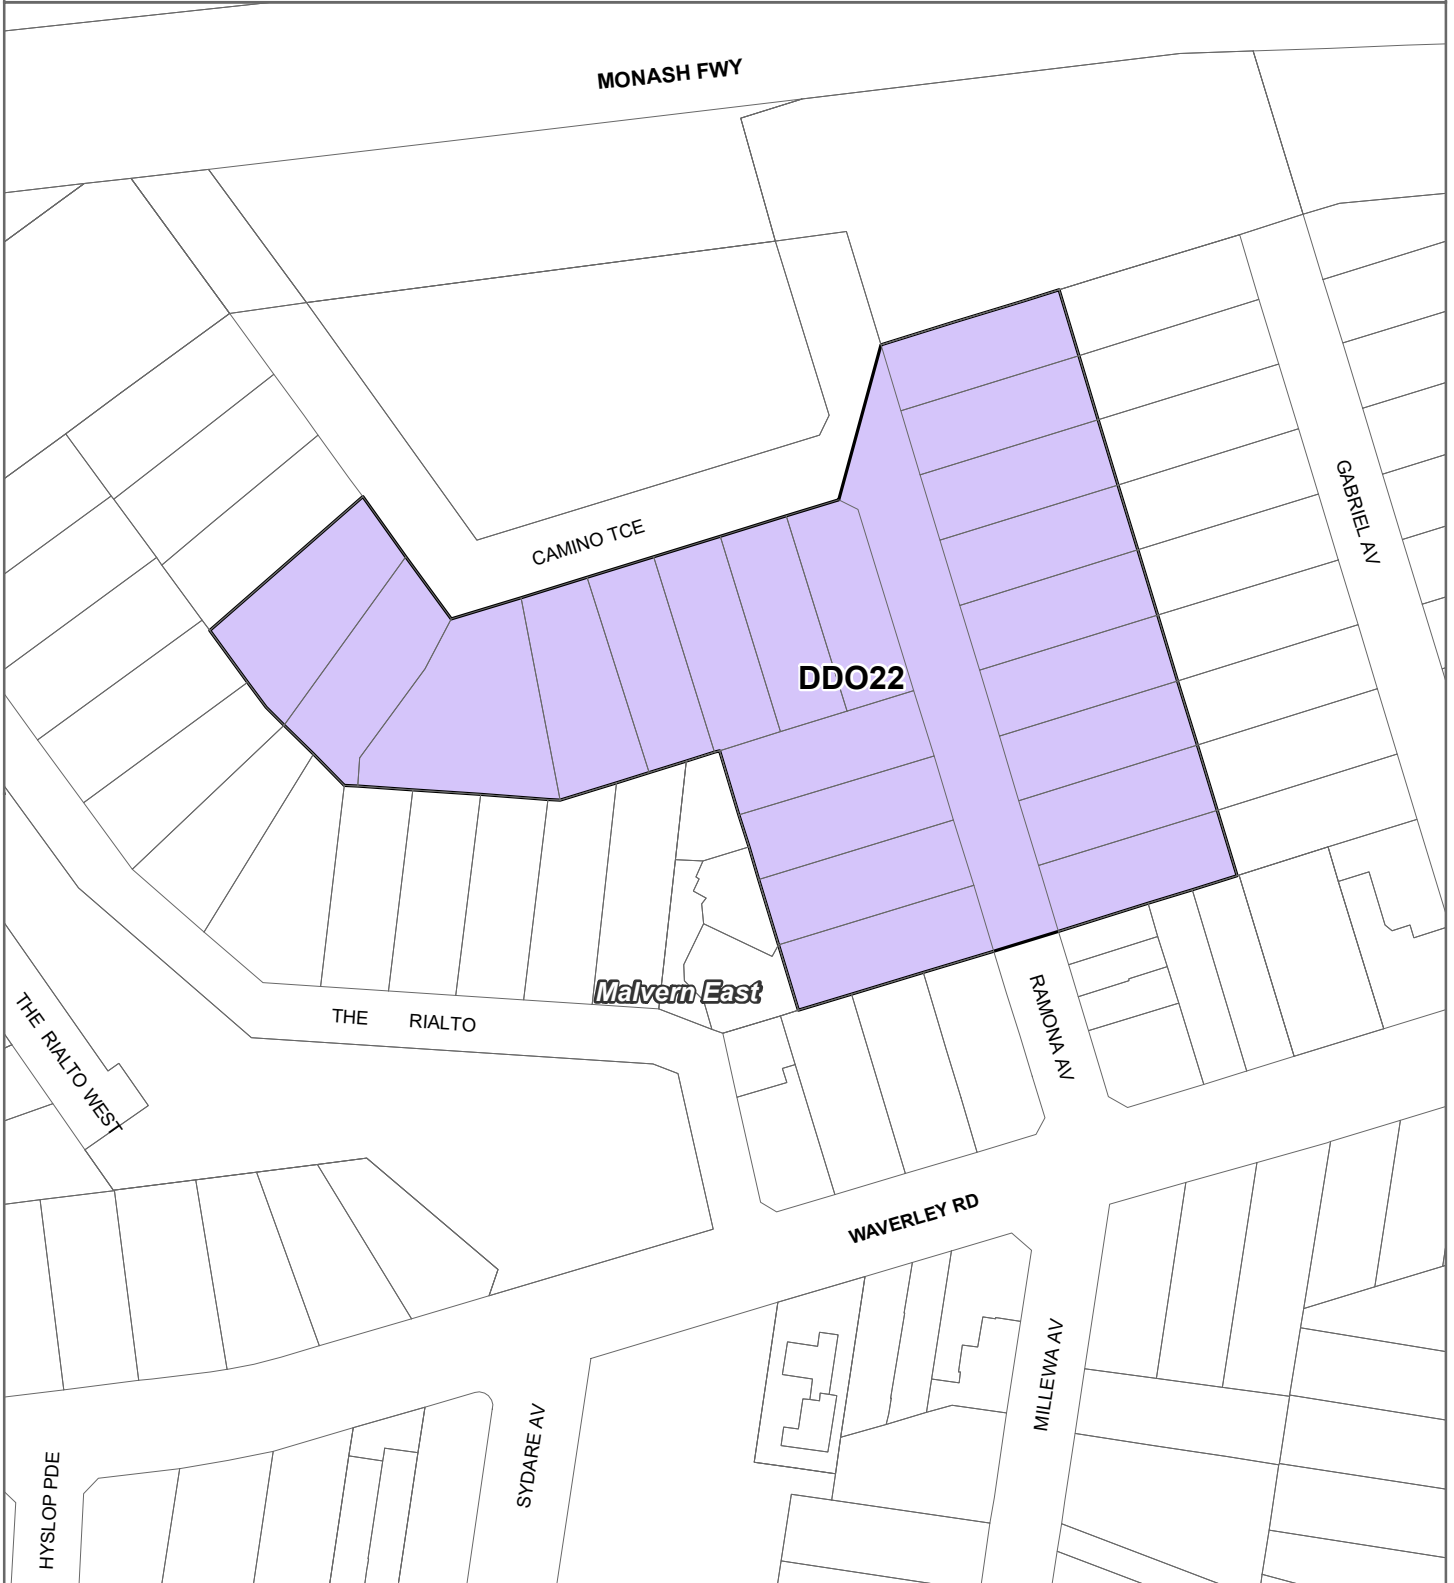 MONASH FWY
GABRIEL AV
CAMINO TCE
DDO22
Malvern East
RAMONA AV
THE RIALTO
THE RIALTO WEST
WAVERLEY RD
MILLEWA AV
SYDARE AV
HYSLOP PDE